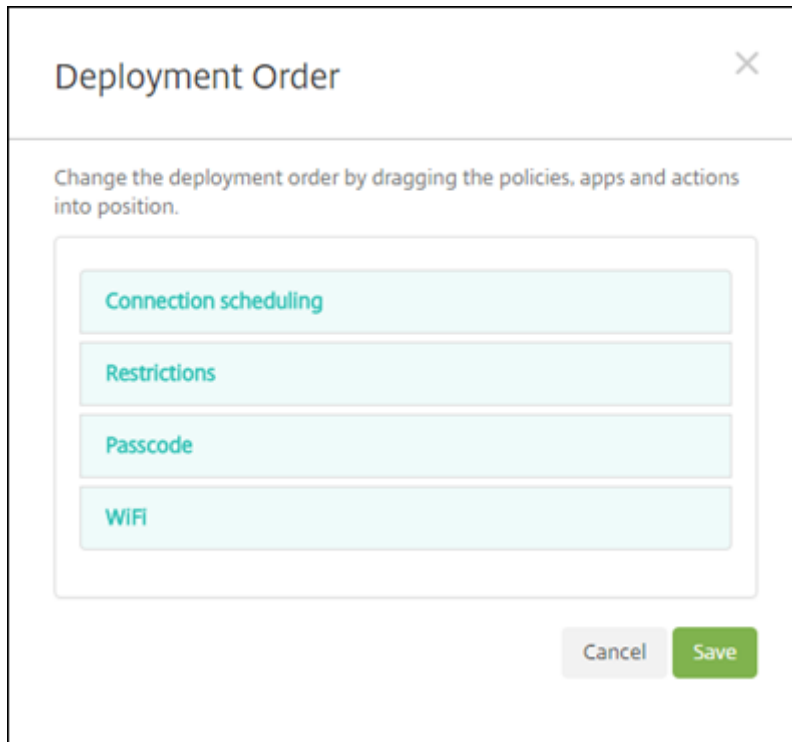 Deployment Order
Change the deployment order by dragging the policies, apps and actions
into position.
Connection scheduling
Restrictions
Passcode
WiFi
Cancel
Save